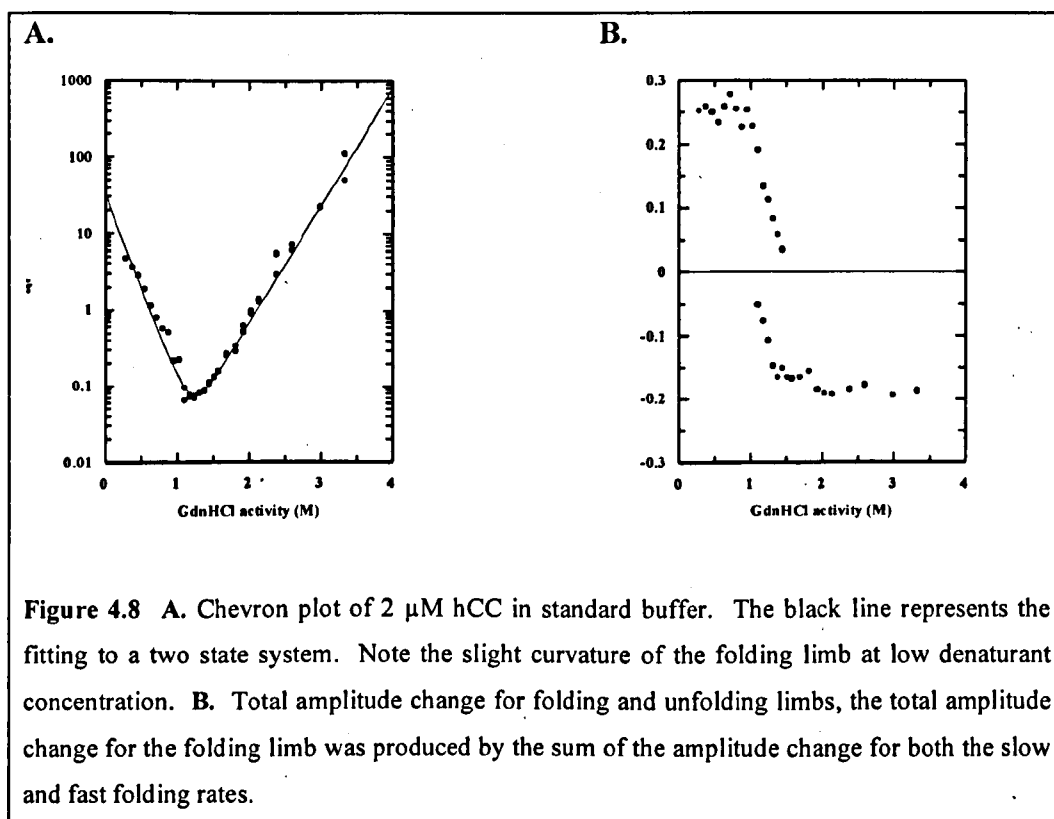 A.
B.
1000
100
10
1
0.1
0.01
0 1 2 3 4
GdnHCl activity (M)
0.3
0.2
0.1
0
-0.1
-0.2
-0.3
0 1 2 3 4
GdnHCl activity (M)
Figure 4.8 A. Chevron plot of 2 μM hCC in standard buffer. The black line represents the
fitting to a two state system. Note the slight curvature of the folding limb at low denaturant
concentration. B. Total amplitude change for folding and unfolding limbs, the total amplitude
change for the folding limb was produced by the sum of the amplitude change for both the slow
and fast folding rates.